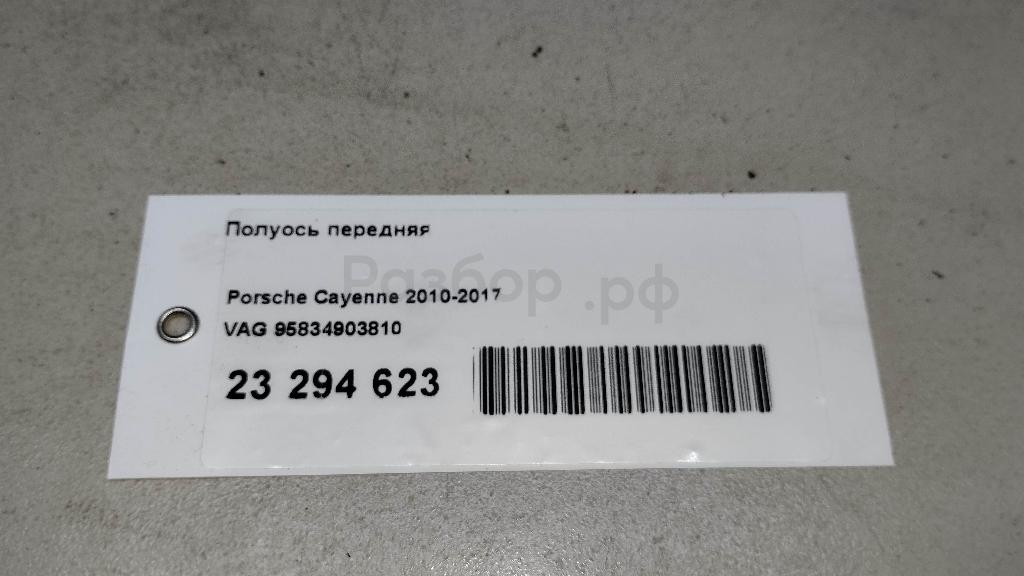 Полуось передняя
Разбор.рф
Porsche Cayenne 2010-2017
VAG 95834903810
23 294 623